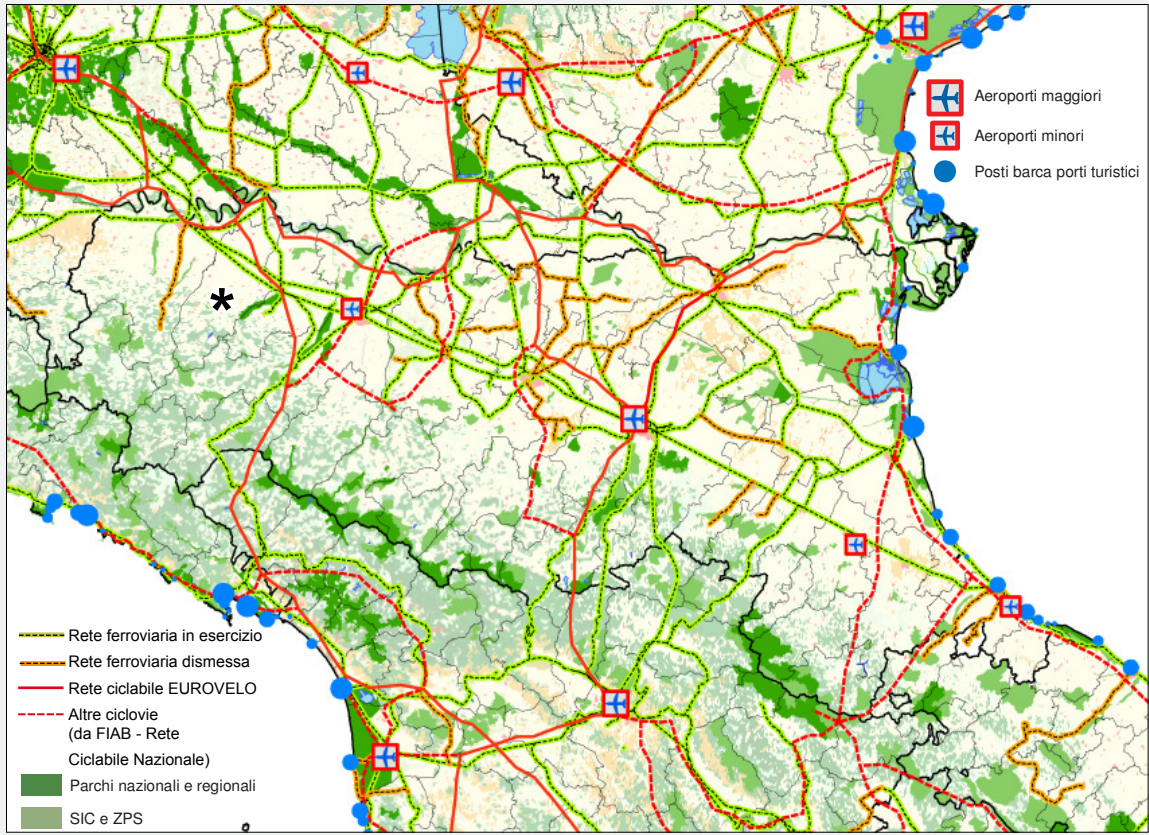 Aeroporti maggiori
Aeroporti minori
Posti barca porti turistici
*
Rete ferroviaria in esercizio
Rete ferroviaria dismessa
Rete ciclabile EUROVELO
Altre ciclovie
(da FIAB - Rete
Ciclabile Nazionale)
Parchi nazionali e regionali
SIC e ZPS